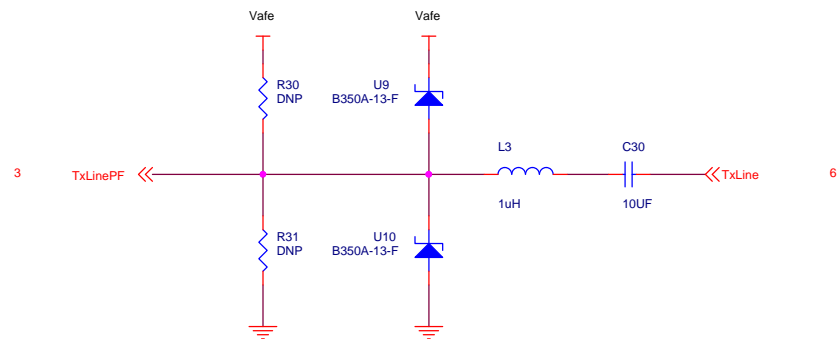 Vafe
Vafe
R30
DNP
U9
B350A-13-F
L3
C30
3
TxLinePF
TxLine
6
1uH
10UF
R31
DNP
U10
B350A-13-F